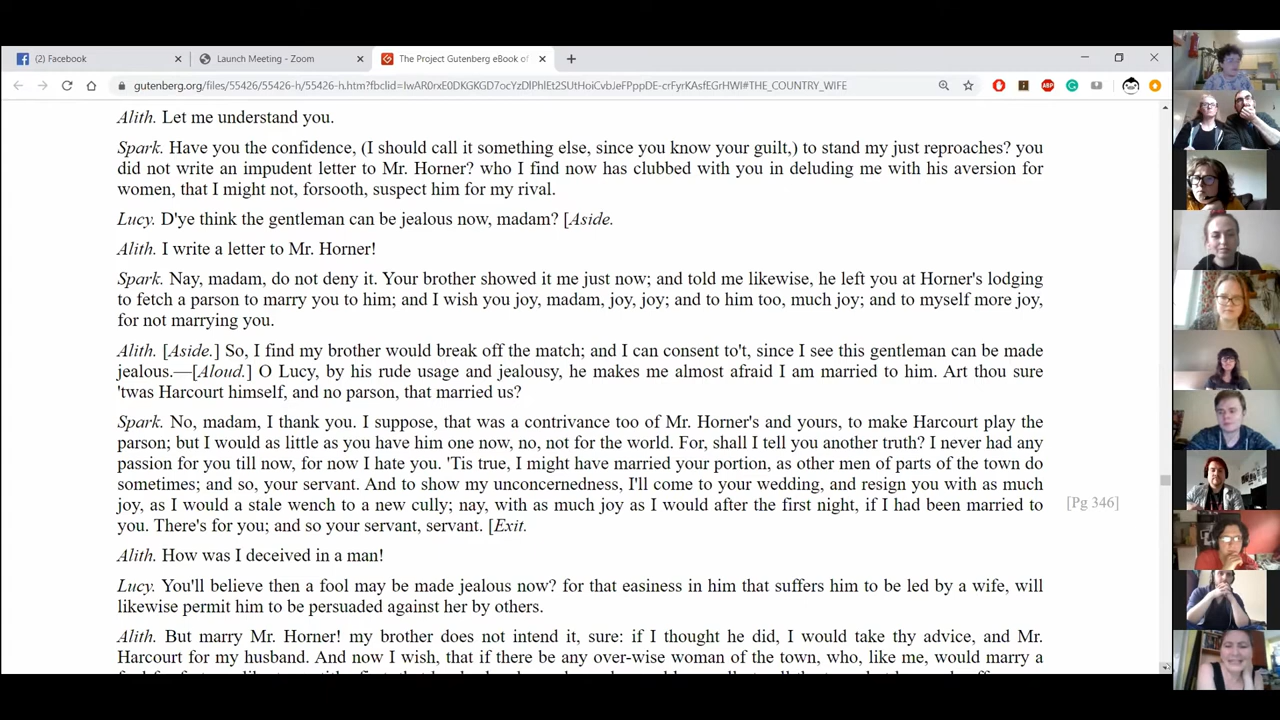 (2) Facebook
Launch Meeting - Zoom
The Project Gutenberg eBook of
gutenberg.org/files/55426/55426-h/55426-h.htm?fbclid=IwAR0rxE0DKGKGD7ocYzDlPhlEt2SUtHoiCvbJeFPppDE-crFyrKAsfEGrHWI#THE_COUNTRY_WIFE
ABP
Alith. Let me understand you.
Spark. Have you the confidence, (I should call it something else, since you know your guilt,) to stand my just reproaches? you
did not write an impudent letter to Mr. Horner? who I find now has clubbed with you in deluding me with his aversion for
women, that I might not, forsooth, suspect him for my rival.
Lucy. D'ye think the gentleman can be jealous now, madam? [Aside.
Alith. I write a letter to Mr. Horner!
Spark. Nay, madam, do not deny it. Your brother showed it me just now; and told me likewise, he left you at Horner's lodging
to fetch a parson to marry you to him; and I wish you joy, madam, joy, joy; and to him too, much joy; and to myself more joy,
for not marrying you.
Alith. [Aside.] So, I find my brother would break off the match; and I can consent to't, since I see this gentleman can be made
jealous.—[Aloud.] O Lucy, by his rude usage and jealousy, he makes me almost afraid I am married to him. Art thou sure
'twas Harcourt himself, and no parson, that married us?
Spark. No, madam, I thank you. I suppose, that was a contrivance too of Mr. Horner's and yours, to make Harcourt play the
parson; but I would as little as you have him one now, no, not for the world. For, shall I tell you another truth? I never had any
passion for you till now, for now I hate you. 'Tis true, I might have married your portion, as other men of parts of the town do
sometimes; and so, your servant. And to show my unconcernedness, I'll come to your wedding, and resign you with as much
joy, as I would a stale wench to a new cully; nay, with as much joy as I would after the first night, if I had been married to
you. There's for you; and so your servant, servant. [Exit.
[Pg 346]
Alith. How was I deceived in a man!
Lucy. You'll believe then a fool may be made jealous now? for that easiness in him that suffers him to be led by a wife, will
likewise permit him to be persuaded against her by others.
Alith. But marry Mr. Horner! my brother does not intend it, sure: if I thought he did, I would take thy advice, and Mr.
Harcourt for my husband. And now I wish, that if there be any over-wise woman of the town, who, like me, would marry a